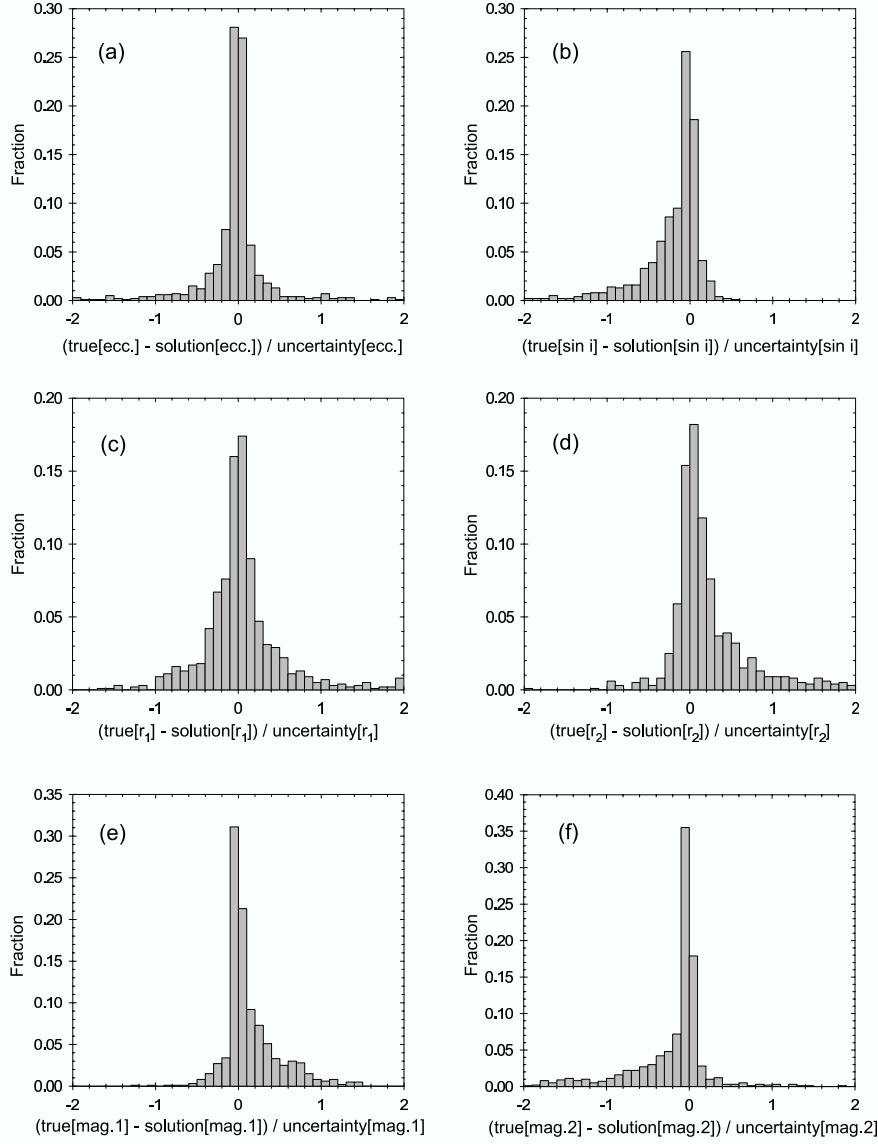 (a)
0.30
0.25
0.20
0.15
0.10
0.05
0.00
Fraction
-2 -1 0 1 2
(true[ecc.] - solution[ecc.]) / uncertainty[ecc.]
(b)
0.30
0.25
0.20
0.15
0.10
0.05
0.00
Fraction
-2 -1 0 1 2
(true[sin i] - solution[sin i]) / uncertainty[sin i]
(c)
0.20
0.15
0.10
0.05
0.00
Fraction
-2 -1 0 1 2
(true[r₁] - solution[r₁]) / uncertainty[r₁]
(d)
0.20
0.15
0.10
0.05
0.00
Fraction
-2 -1 0 1 2
(true[r₂] - solution[r₂]) / uncertainty[r₂]
(e)
0.35
0.30
0.25
0.20
0.15
0.10
0.05
0.00
Fraction
-2 -1 0 1 2
(true[mag.1] - solution[mag.1]) / uncertainty[mag.1]
(f)
0.40
0.35
0.30
0.25
0.20
0.15
0.10
0.05
0.00
Fraction
-2 -1 0 1 2
(true[mag.2] - solution[mag.2]) / uncertainty[mag.2]